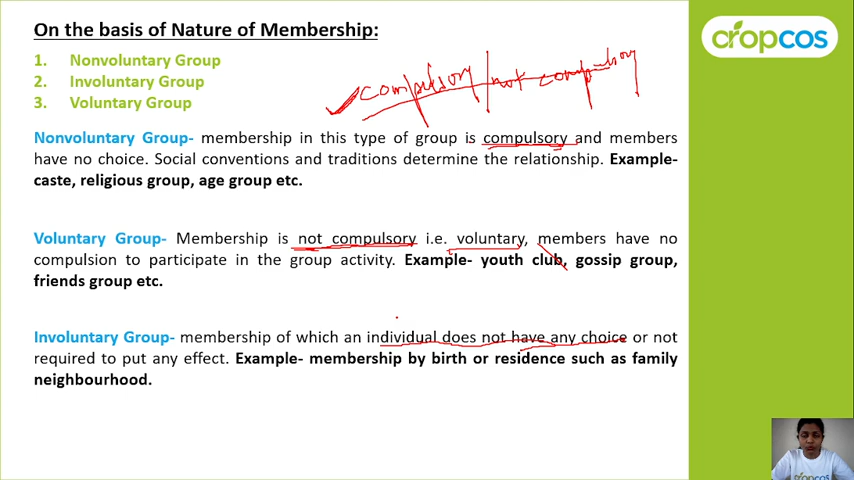 On the basis of Nature of Membership:
cropcos
1. Nonvoluntary Group
2. Involuntary Group
3. Voluntary Group
compulsory / not compulsory
Nonvoluntary Group- membership in this type of group is compulsory and members
have no choice. Social conventions and traditions determine the relationship. Example-
caste, religious group, age group etc.
Voluntary Group- Membership is not compulsory i.e. voluntary, members have no
compulsion to participate in the group activity. Example- youth club, gossip group,
friends group etc.
Involuntary Group- membership of which an individual does not have any choice or not
required to put any effect. Example- membership by birth or residence such as family
neighbourhood.